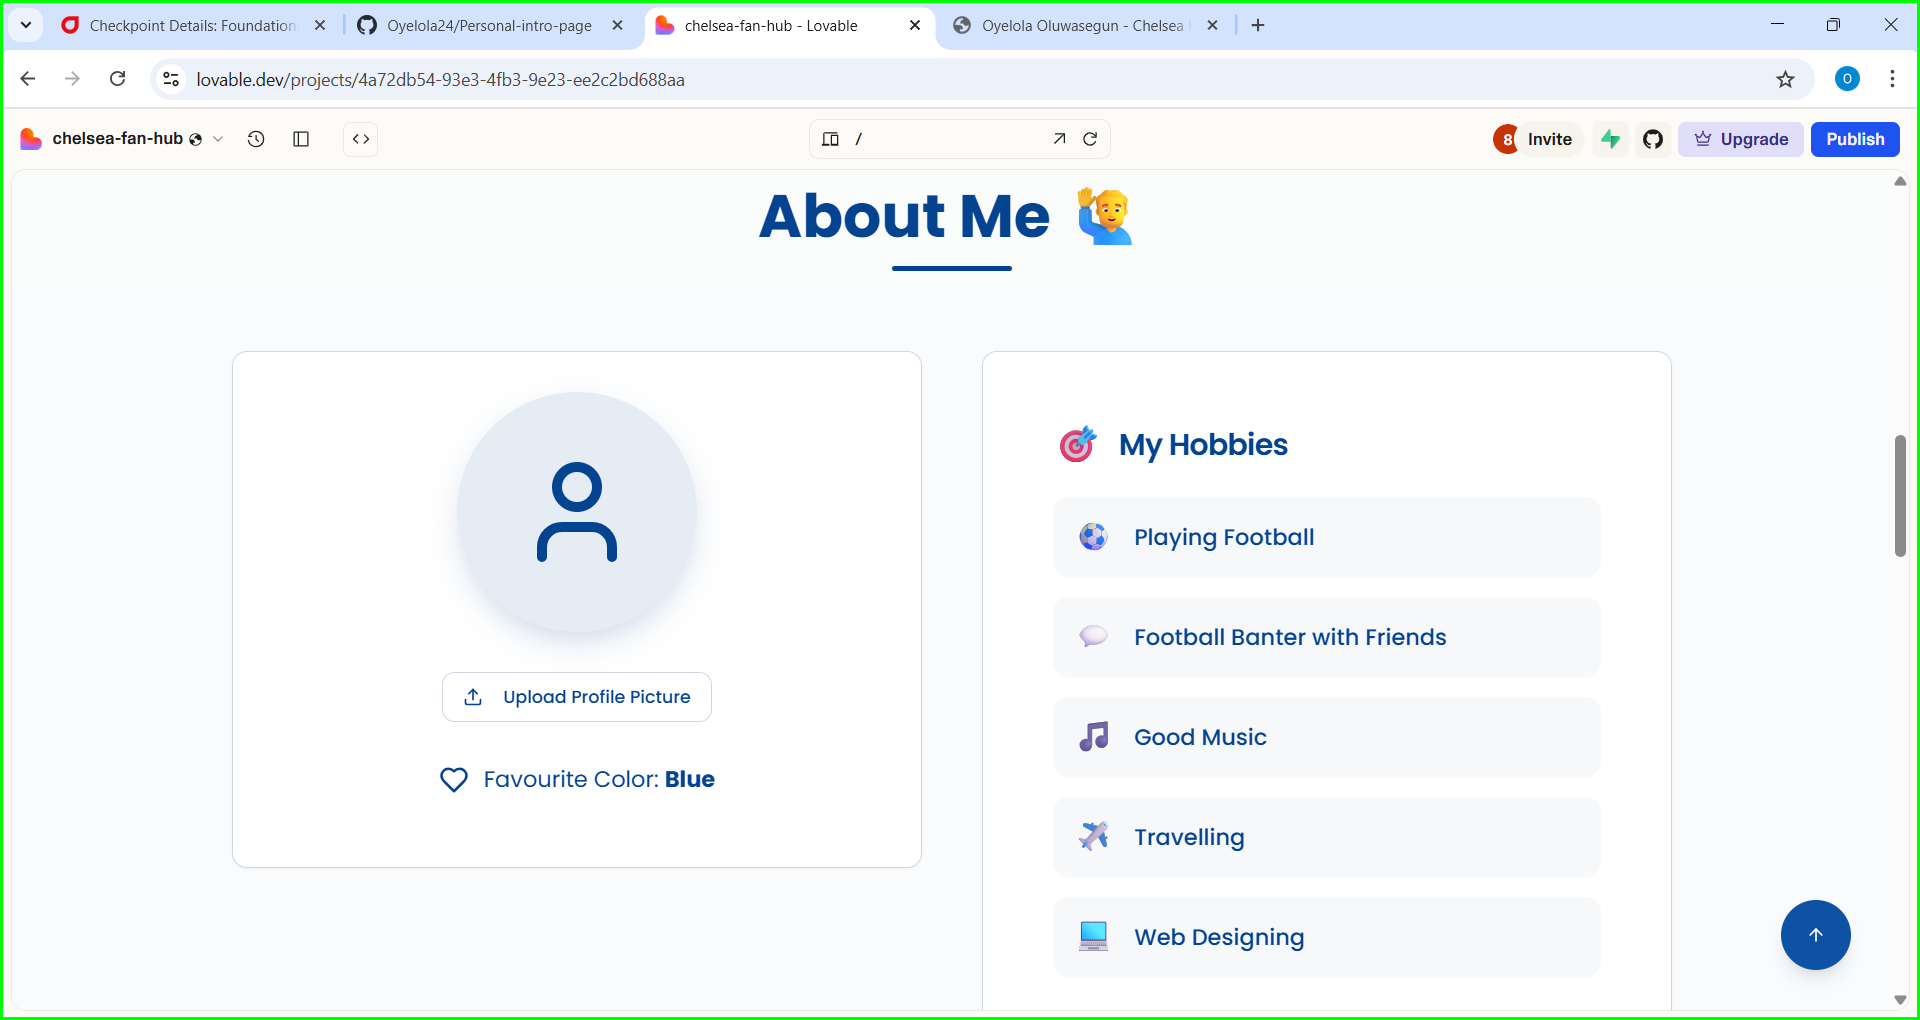 Checkpoint Details: Foundation
Oyelola24/Personal-intro-page
chelsea-fan-hub - Lovable
Oyelola Oluwasegun - Chelsea
lovable.dev/projects/4a72db54-93e3-4fb3-9e23-ee2c2bd688aa
O
chelsea-fan-hub
/
8 Invite
Upgrade
Publish
About Me
My Hobbies
Playing Football
Football Banter with Friends
Good Music
Travelling
Web Designing
Upload Profile Picture
Favourite Color: Blue